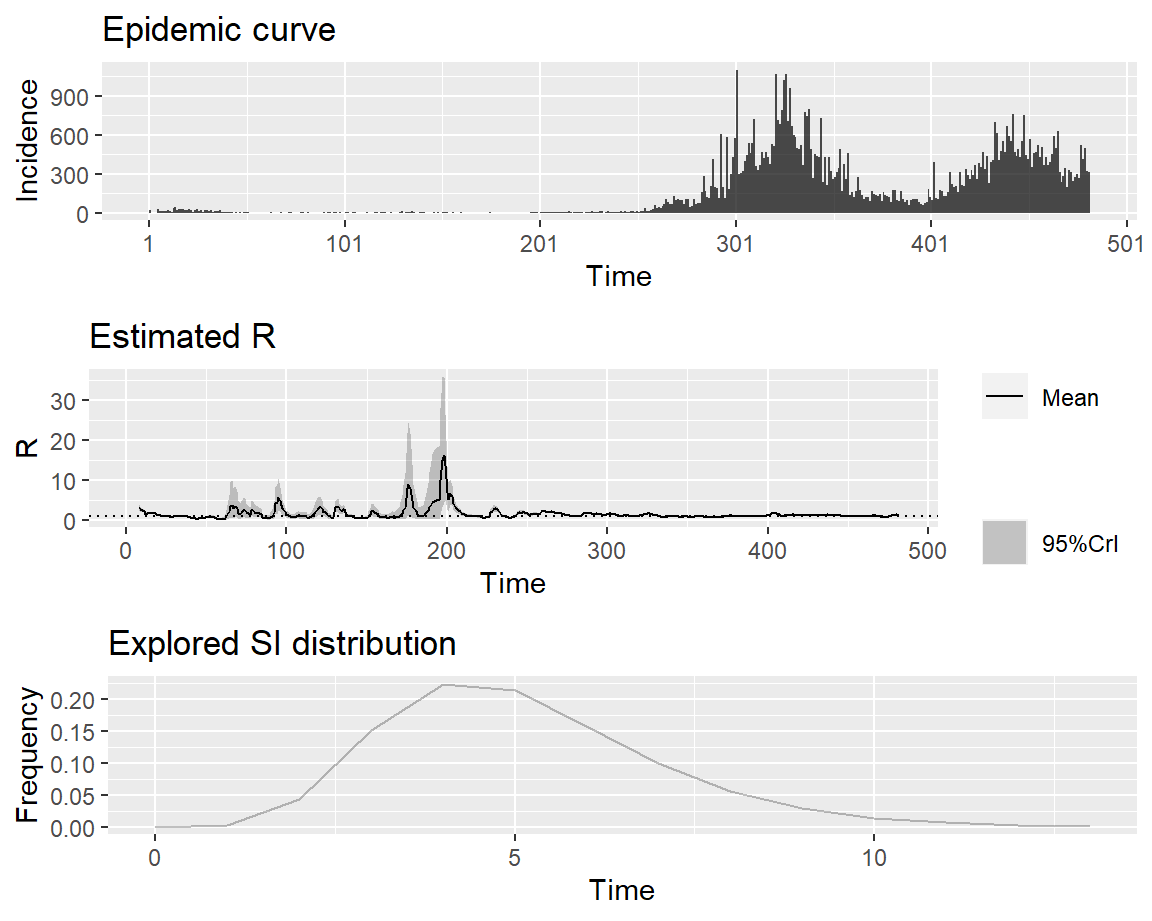 Epidemic curve
Incidence
900
600
300
0
1 101 201 301 401 501
Time
Estimated R
R
30
20
10
0
0 100 200 300 400 500
Time
Mean
95%CrI
Explored SI distribution
Frequency
0.20
0.15
0.10
0.05
0.00
0 5 10
Time